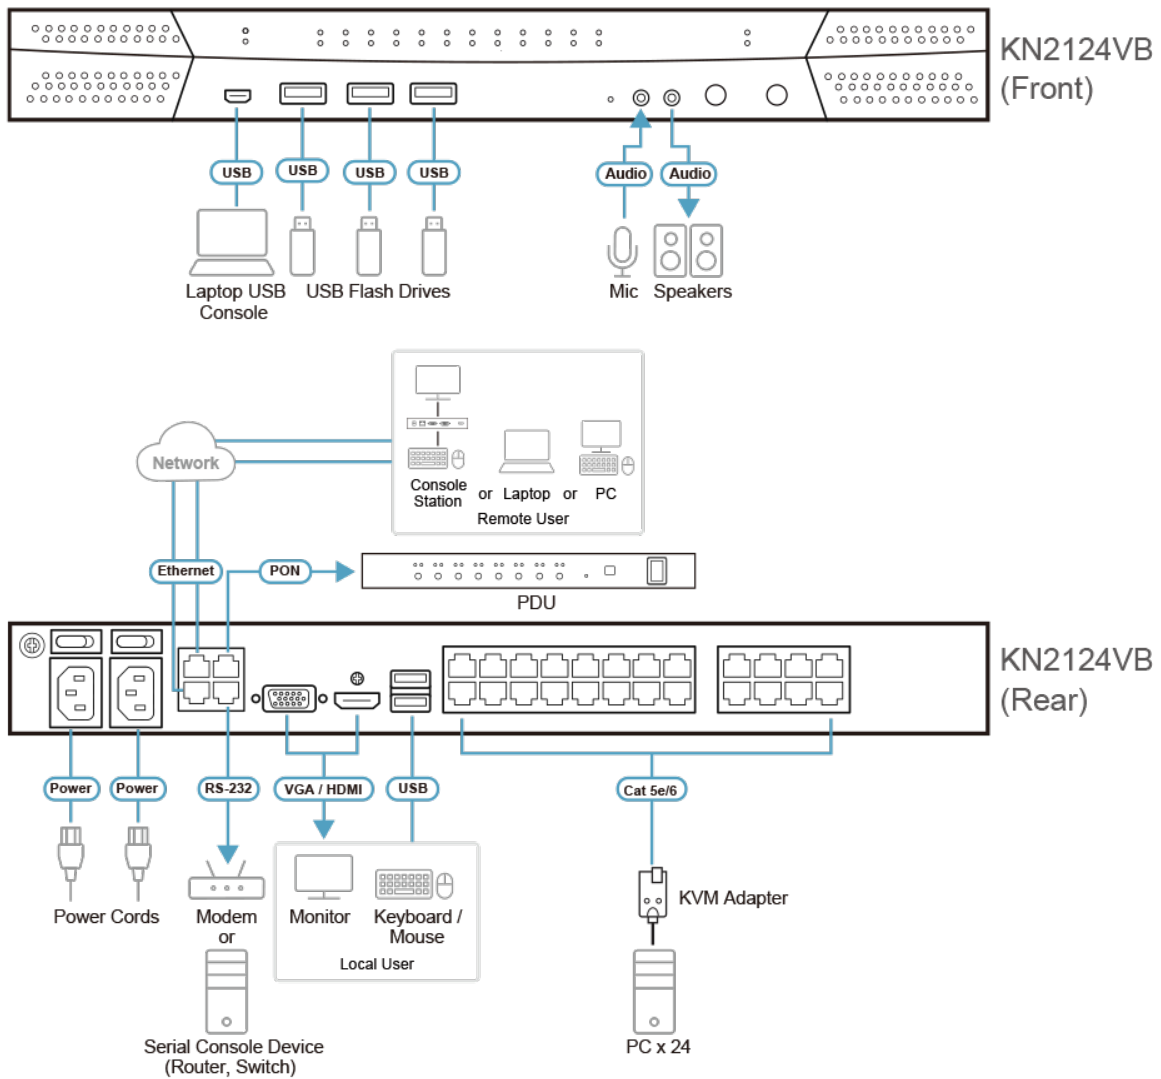 KN2124VB
(Front)
USB
USB
USB
USB
Audio
Audio
Laptop USB
Console
USB Flash Drives
Mic
Speakers
Network
Console
Station
or
Laptop
or
PC
Remote User
Ethernet
PON
PDU
KN2124VB
(Rear)
Power
Power
RS-232
VGA / HDMI
USB
Cat 5e/6
Power Cords
Modem
or
Monitor
Keyboard /
Mouse
Local User
KVM Adapter
Serial Console Device
(Router, Switch)
PC x 24